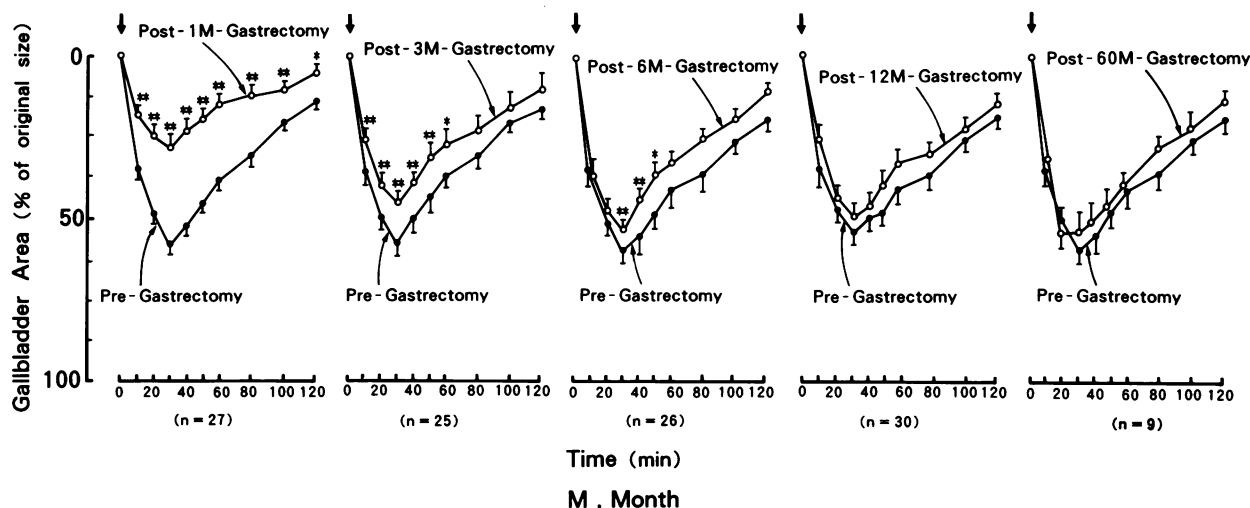 Gallbladder Area (% of original size)
0
50
100
Post-1M-Gastrectomy
Pre-Gastrectomy
** ** ** ** ** ** ** ** *
0 20 40 60 80 100 120
(n=27)
Post-3M-Gastrectomy
Pre-Gastrectomy
** ** ** ** ** *
0 20 40 60 80 100 120
(n=25)
Post-6M-Gastrectomy
Pre-Gastrectomy
** ** *
0 20 40 60 80 100 120
(n=26)
Post-12M-Gastrectomy
Pre-Gastrectomy
0 20 40 60 80 100 120
(n=30)
Post-60M-Gastrectomy
Pre-Gastrectomy
0 20 40 60 80 100 120
(n=9)
Time (min)
M , Month